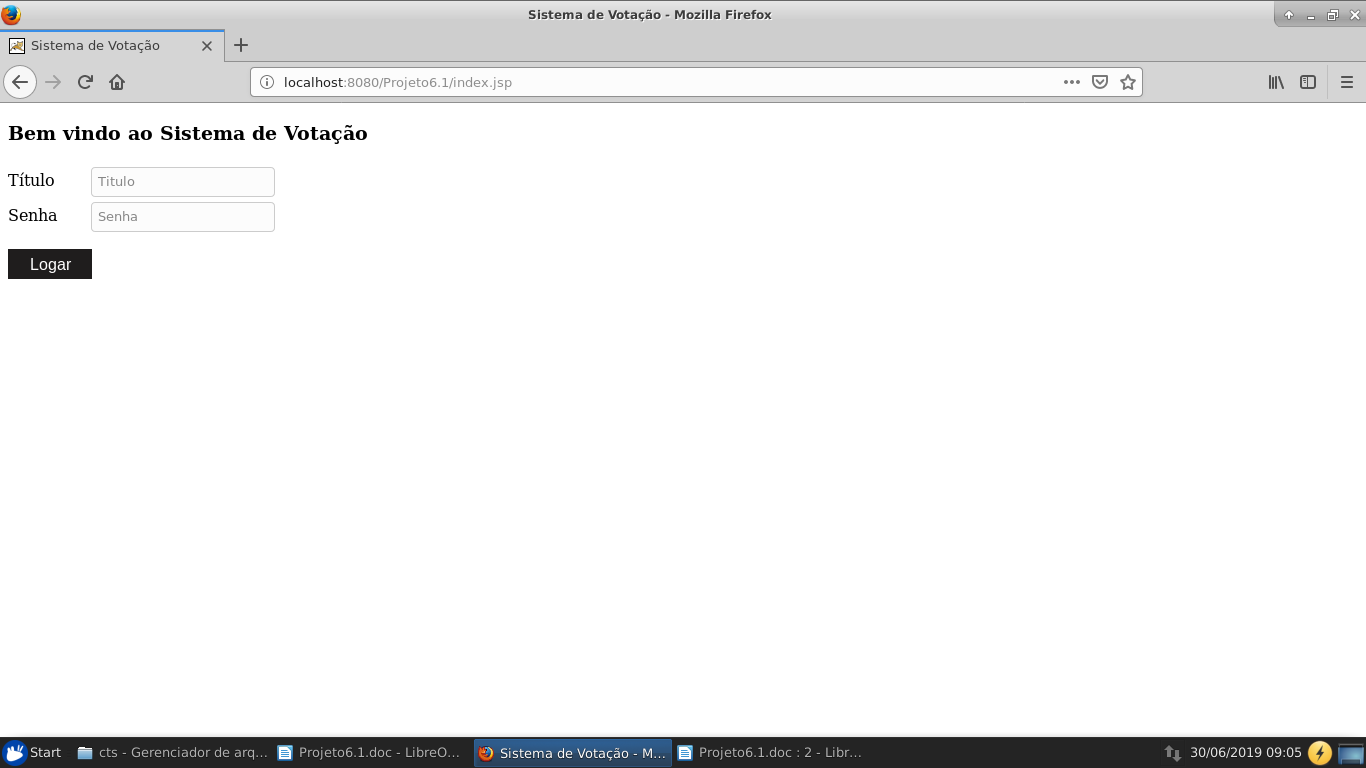 Sistema de Votação - Mozilla Firefox
Sistema de Votação
localhost:8080/Projeto6.1/index.jsp
Bem vindo ao Sistema de Votação
Título Titulo
Senha Senha
Logar
Start cts - Gerenciador de arq... Projeto6.1.doc - LibreO... Sistema de Votação - M... Projeto6.1.doc : 2 - Libr... 30/06/2019 09:05